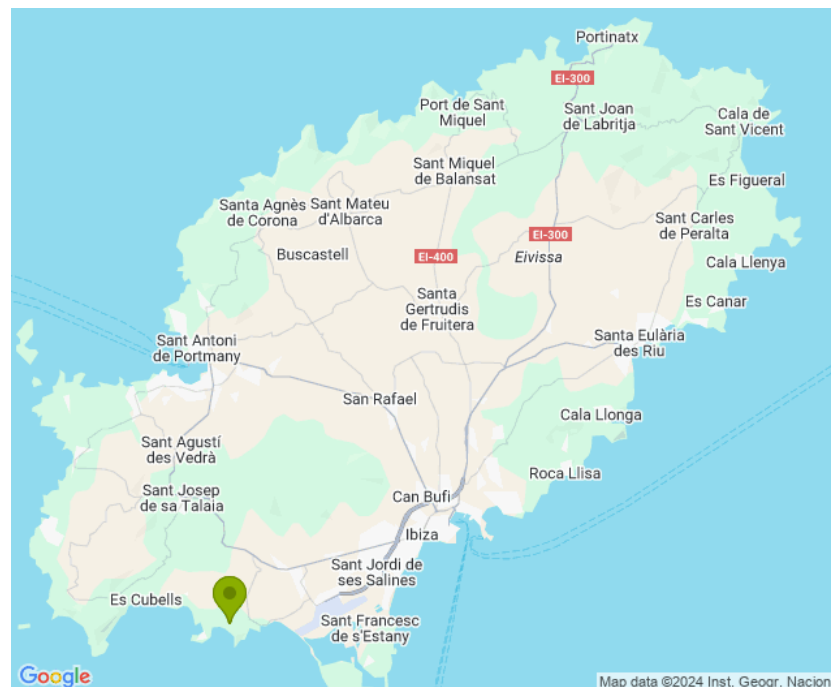 Portinatx
EI-300
Port de Sant
Miquel
Sant Joan
de Labritja
Cala de
Sant Vicent
Sant Miquel
de Balansat
Es Figueral
Santa Agnès
de Corona
Sant Mateu
d'Albarca
Sant Carles
de Peralta
EI-300
Buscastell
EI-400
Eivissa
Cala Llenya
Santa
Gertrudis
de Fruitera
Es Canar
Sant Antoni
de Portmany
Santa Eulària
des Riu
San Rafael
Cala Llonga
Sant Agustí
des Vedrà
Roca Llisa
Sant Josep
de sa Talaia
Can Bufi
Ibiza
Sant Jordi de
ses Salines
Es Cubells
Sant Francesc
de s'Estany
Google
Map data ©2024 Inst. Geogr. Nacion